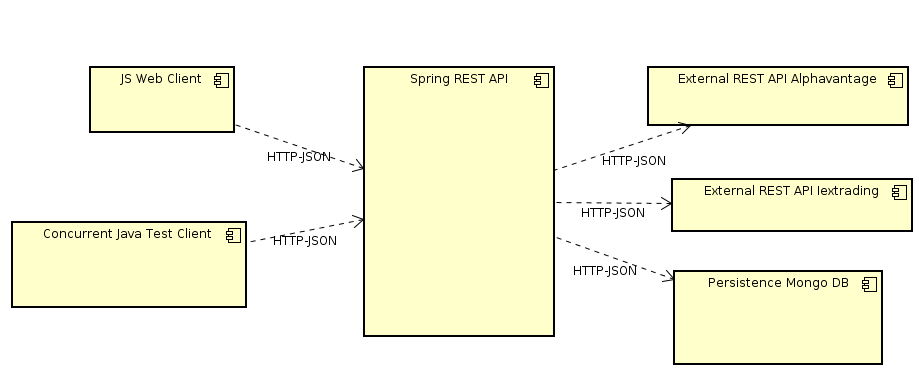 JS Web Client
Spring REST API
External REST API Alphavantage
HTTP-JSON
HTTP-JSON
External REST API Iextrading
HTTP-JSON
Concurrent Java Test Client
HTTP-JSON
HTTP-JSON
Persistence Mongo DB